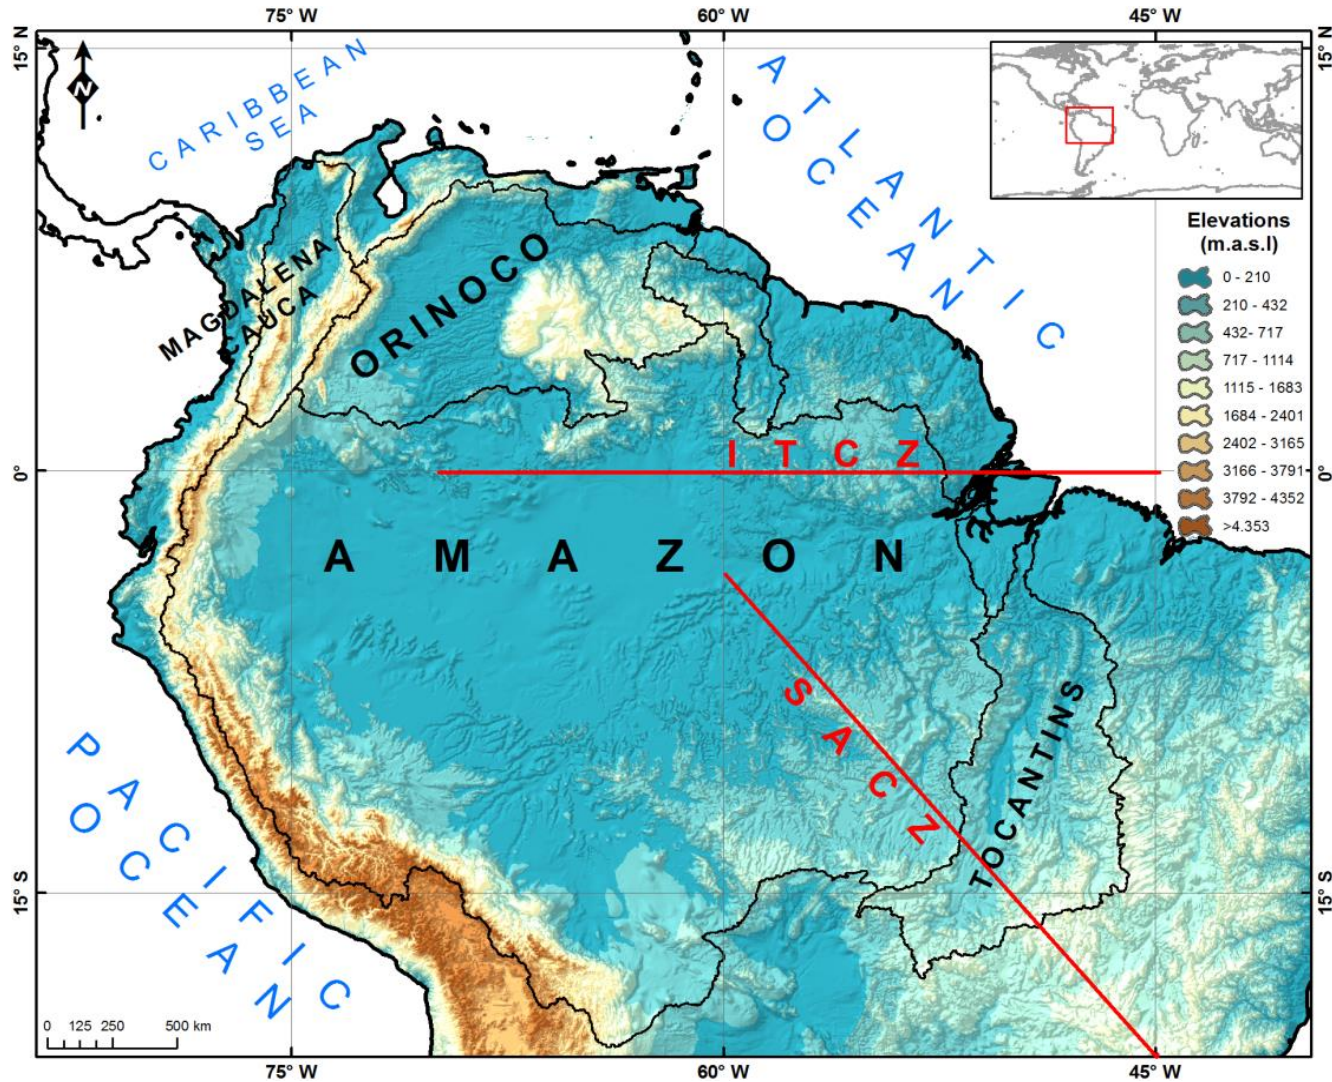 75° W
60° W
45° W
15° N
15° N
N
CARIBBEAN
SEA
ATLANTIC
OCEAN
Elevations
(m.a.s.l)
0 - 210
210 - 432
432- 717
717 - 1114
1115 - 1683
1684 - 2401
2402 - 3165
3166 - 3791
3792 - 4352
>4.353
MAGDALENA
CAUCA
ORINOCO
ITCZ
0°
0°
AMAZON
SACZ
TOCANTINS
PACIFIC
OCEAN
15° S
15° S
0 125 250 500 km
75° W
60° W
45° W